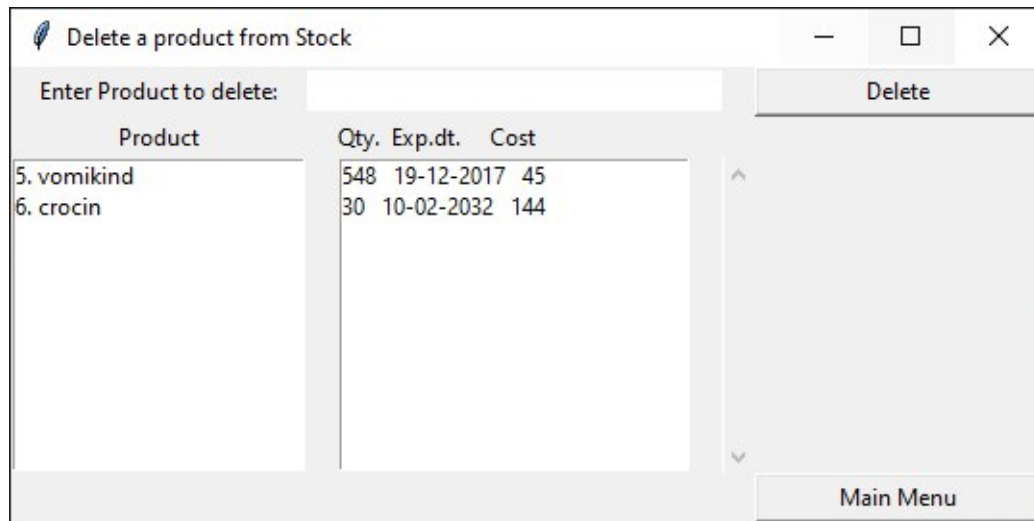 Delete a product from Stock
Enter Product to delete: Delete
Product Qty. Exp.dt. Cost
5. vomikind 548 19-12-2017 45
6. crocin 30 10-02-2032 144
Main Menu